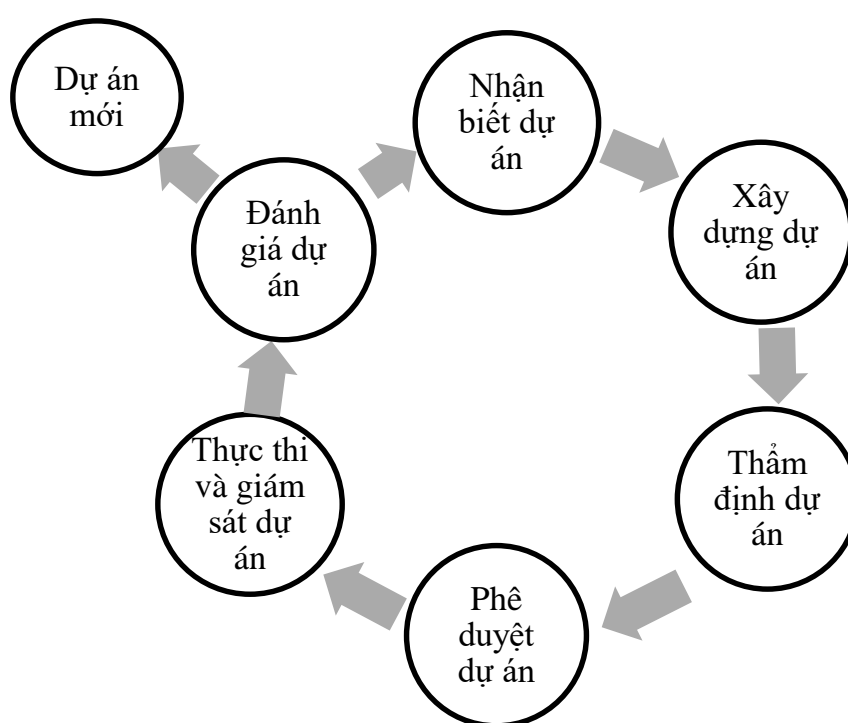 Dự án
mới
Nhận
biết dự
án
Xây
dựng dự
án
Đánh
giá dự
án
Thẩm
định dự
án
Thực thi
và giám
sát dự
án
Phê
duyệt
dự án